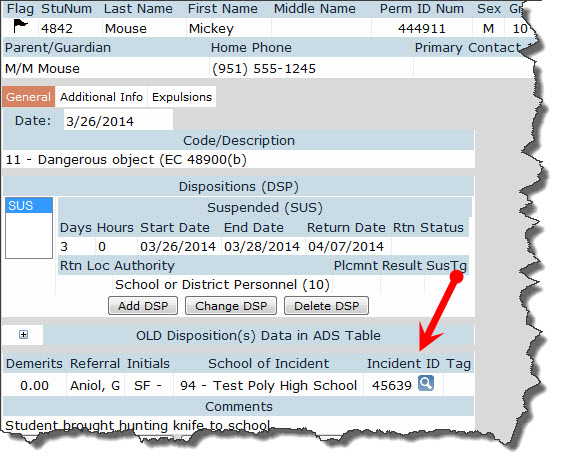 Flag StuNum Last Name First Name Middle Name Perm ID Num Sex
4842 Mouse Mickey 444911 M 10
Parent/Guardian Home Phone Primary Contact
M/M Mouse (951) 555-1245
General Additional Info Expulsions
Date: 3/26/2014
Code/Description
11 - Dangerous object (EC 48900(b)
Dispositions (DSP)
SUS Suspended (SUS)
Days Hours Start Date End Date Return Date Rtn Status
3 0 03/26/2014 03/28/2014 04/07/2014
Rtn Loc Authority Plcmnt Result SusTg
School or District Personnel (10)
Add DSP Change DSP Delete DSP
OLD Disposition(s) Data in ADS Table
Demerits Referral Initials School of Incident Incident ID Tag
0.00 Aniol, G SF - 94 - Test Poly High School 45639
Comments
Student brought hunting knife to school